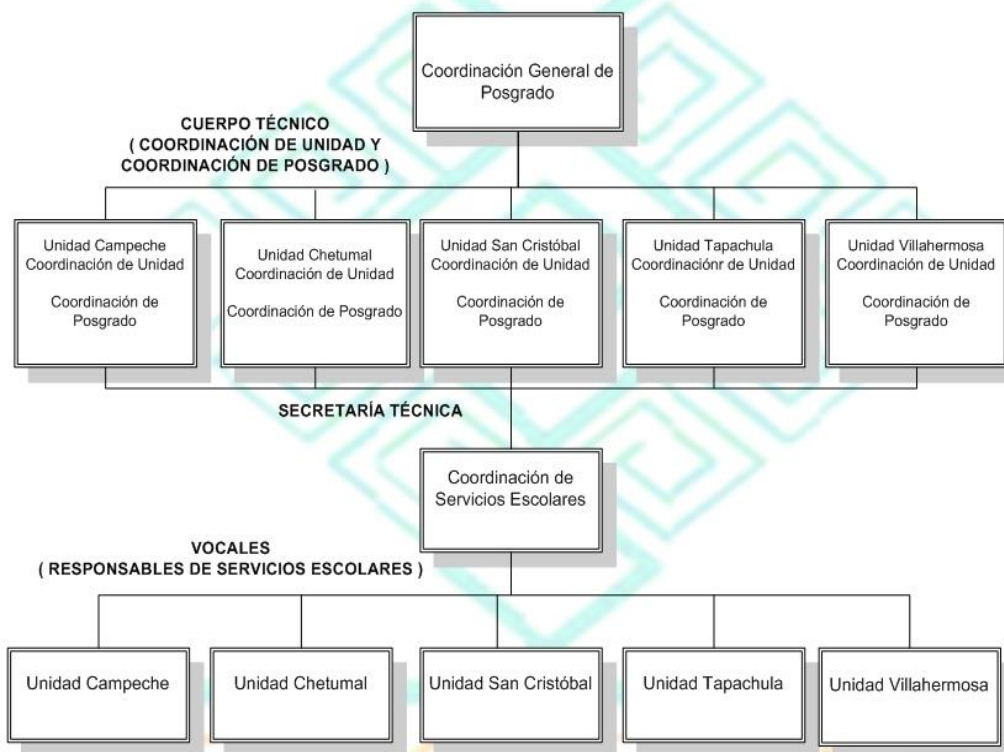 Coordinación General de
Posgrado
CUERPO TÉCNICO
( COORDINACIÓN DE UNIDAD Y
COORDINACIÓN DE POSGRADO )
Unidad Campeche
Coordinación de Unidad
Coordinación de
Posgrado
Unidad Chetumal
Coordinación de Unidad
Coordinación de Posgrado
Unidad San Cristóbal
Coordinación de Unidad
Coordinación de
Posgrado
Unidad Tapachula
Coordinaciónr de Unidad
Coordinación de
Posgrado
Unidad Villahermosa
Coordinación de Unidad
Coordinación de
Posgrado
SECRETARÍA TÉCNICA
Coordinación de
Servicios Escolares
VOCALES
( RESPONSABLES DE SERVICIOS ESCOLARES )
Unidad Campeche
Unidad Chetumal
Unidad San Cristóbal
Unidad Tapachula
Unidad Villahermosa